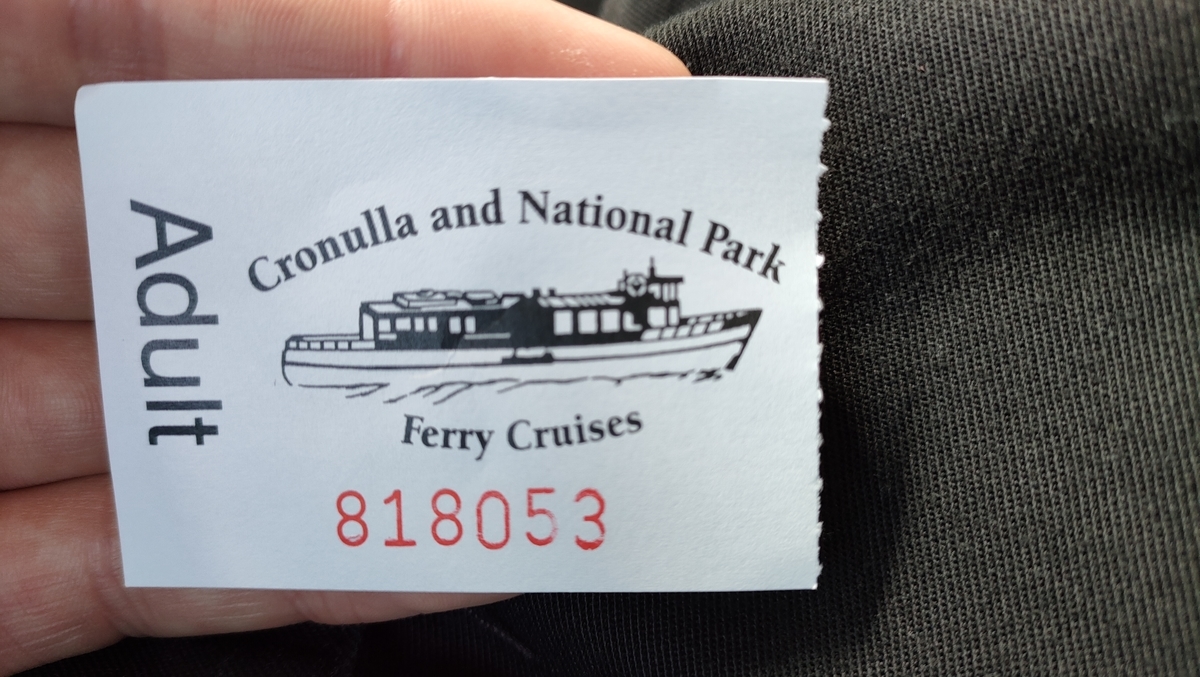 Adult
Cronulla and National Park
Ferry Cruises
818053